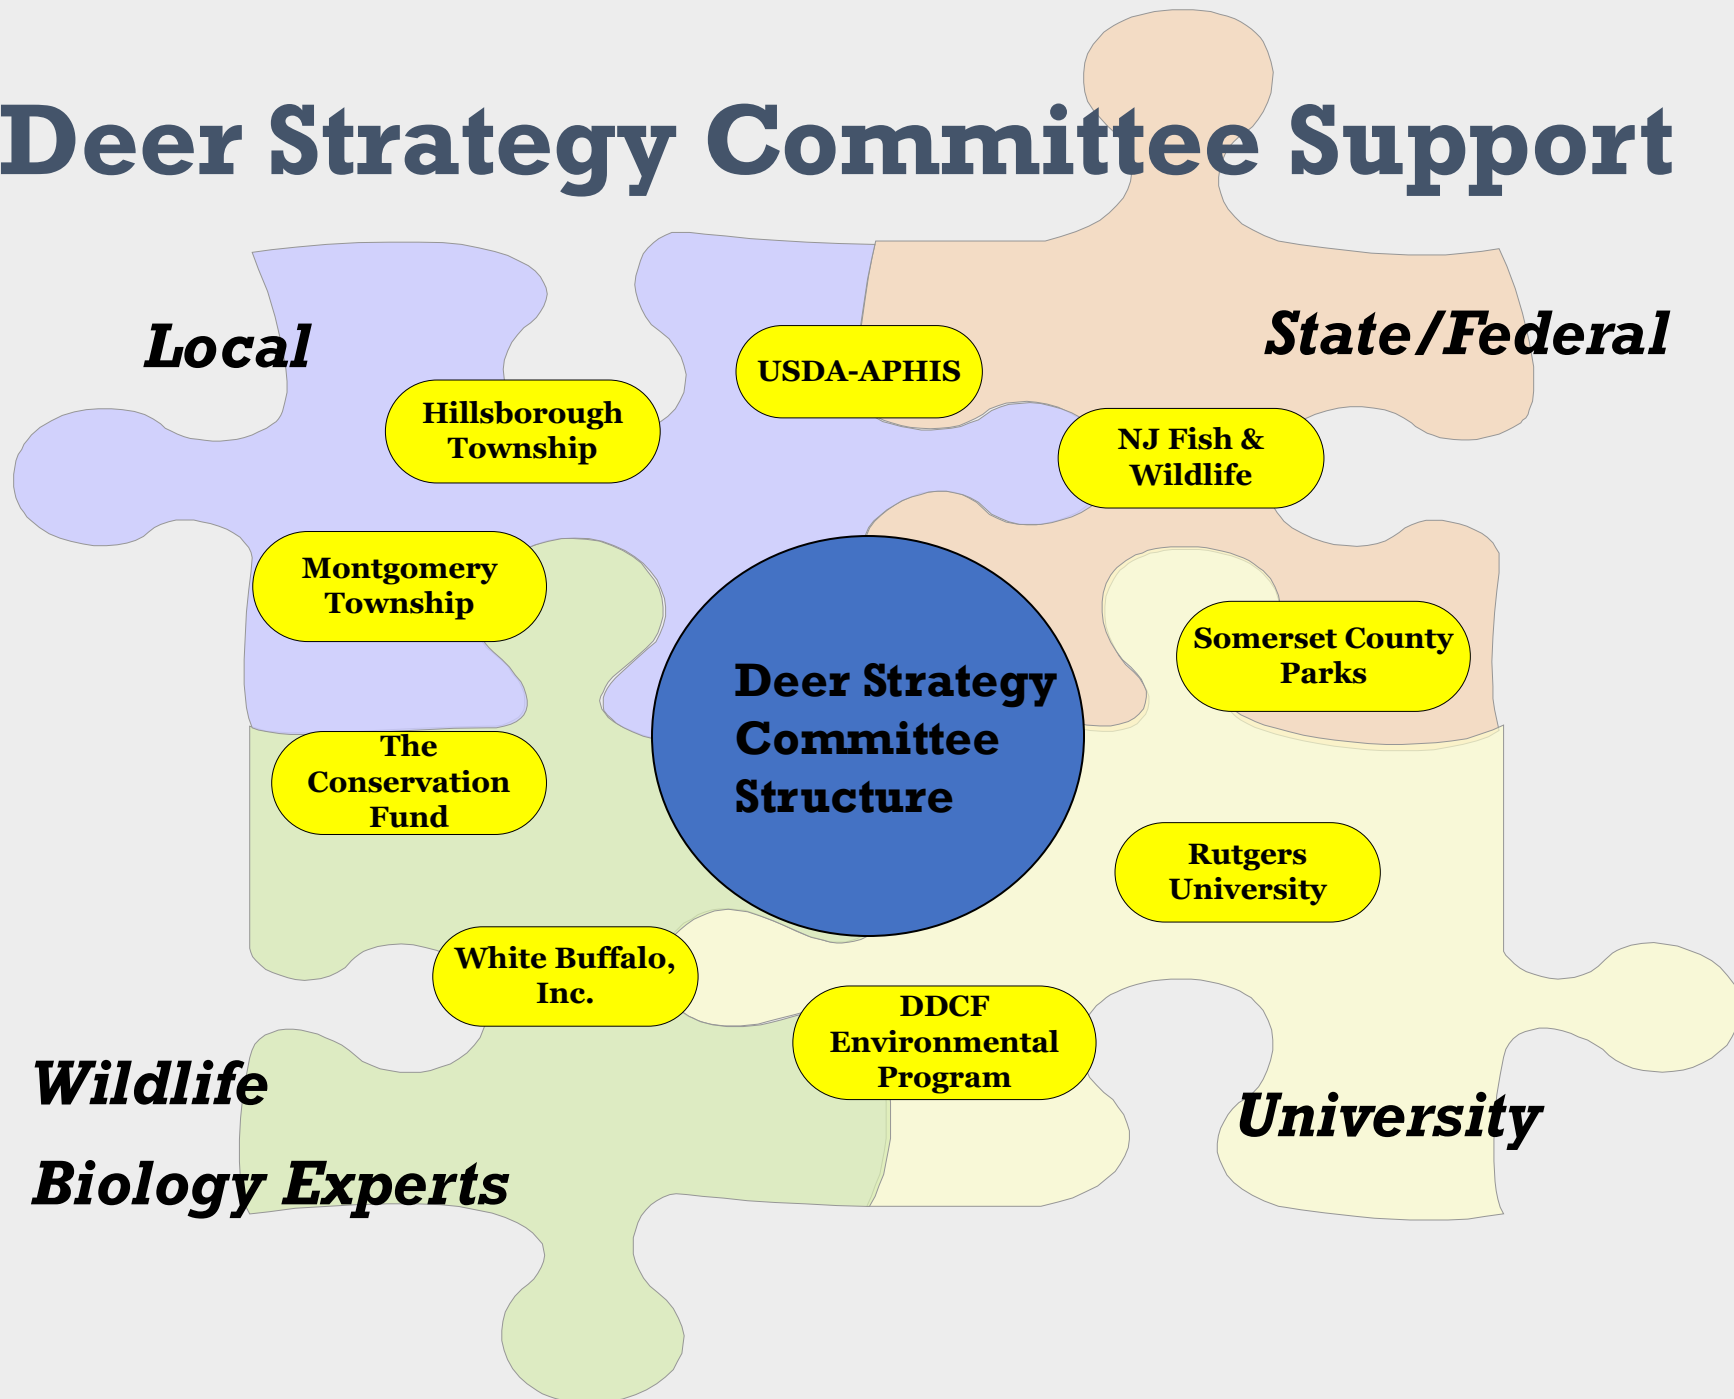 Deer Strategy Committee Support
Local
State/Federal
USDA-APHIS
Hillsborough
Township
NJ Fish &
Wildlife
Montgomery
Township
Somerset County
Parks
Deer Strategy
Committee
Structure
The
Conservation
Fund
Rutgers
University
White Buffalo,
Inc.
DDCF
Environmental
Program
Wildlife
Biology Experts
University